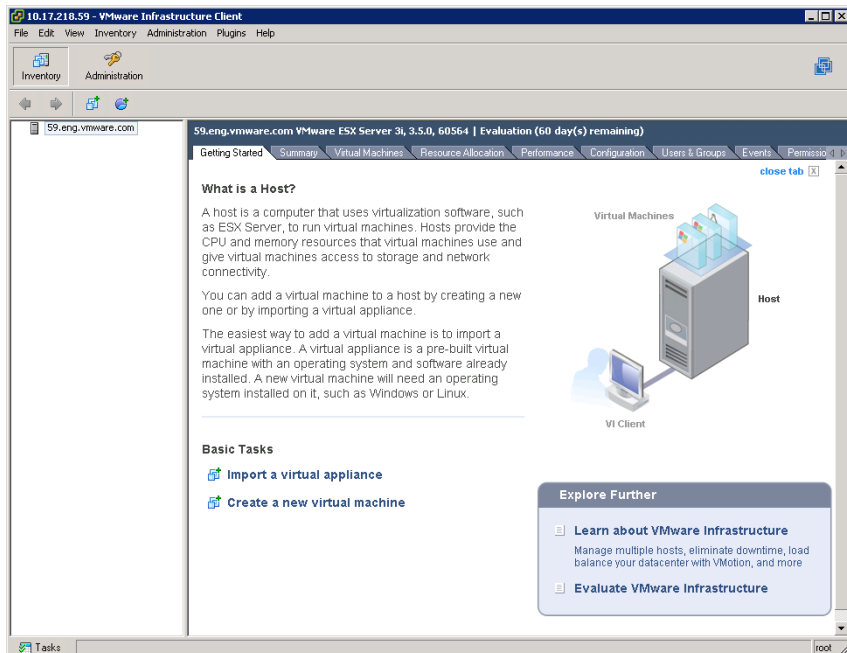 10.17.218.59 - VMware Infrastructure Client
File Edit View Inventory Administration Plugins Help
Inventory Administration
59.eng.vmware.com
59.eng.vmware.com VMware ESX Server 3i, 3.5.0, 60564 | Evaluation (60 day(s) remaining)
Getting Started Summary Virtual Machines Resource Allocation Performance Configuration Users & Groups Events Permissio
close tab X
What is a Host?
A host is a computer that uses virtualization software, such
as ESX Server, to run virtual machines. Hosts provide the
CPU and memory resources that virtual machines use and
give virtual machines access to storage and network
connectivity.
You can add a virtual machine to a host by creating a new
one or by importing a virtual appliance.
The easiest way to add a virtual machine is to import a
virtual appliance. A virtual appliance is a pre-built virtual
machine with an operating system and software already
installed. A new virtual machine will need an operating
system installed on it, such as Windows or Linux.
Virtual Machines
Host
VI Client
Basic Tasks
Import a virtual appliance
Create a new virtual machine
Explore Further
Learn about VMware Infrastructure
Manage multiple hosts, eliminate downtime, load
balance your datacenter with VMotion, and more
Evaluate VMware Infrastructure
Tasks
root